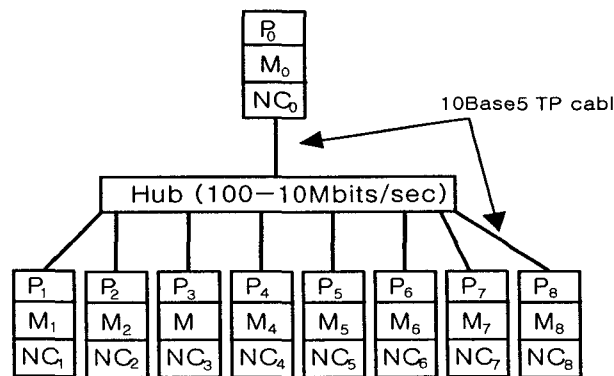 P₀
M₀
NC₀
10Base5 TP cabl
Hub (100-10Mbits/sec)
P₁ P₂ P₃ P₄ P₅ P₆ P₇ P₈
M₁ M₂ M M₄ M₅ M₆ M₇ M₈
NC₁ NC₂ NC₃ NC₄ NC₅ NC₆ NC₇ NC₈